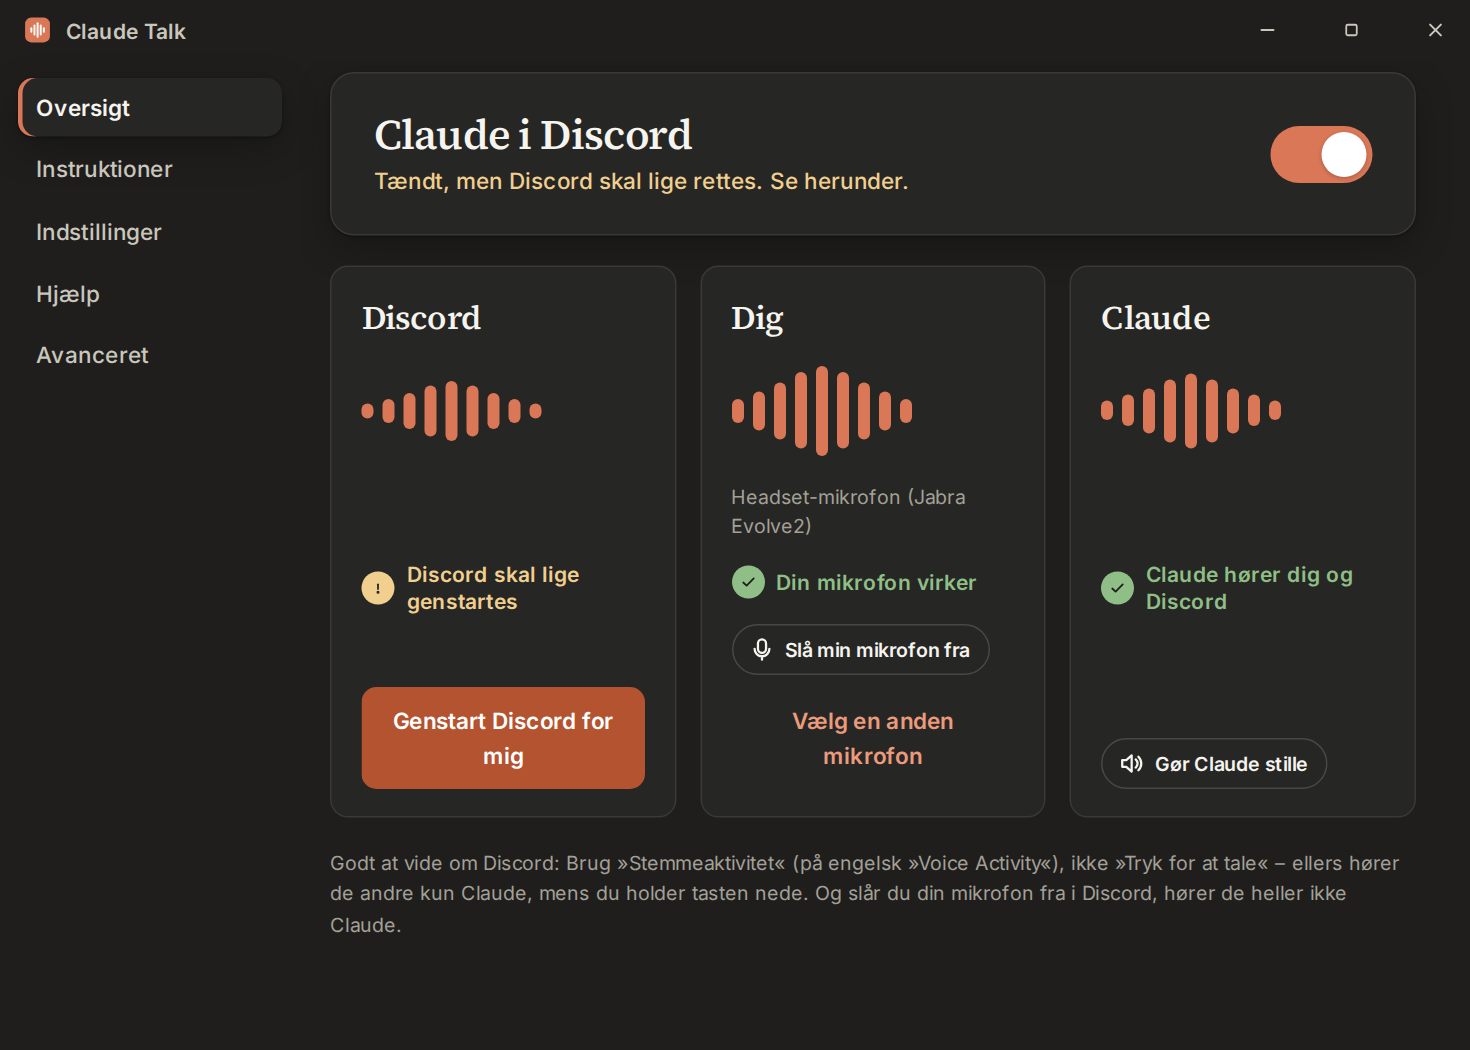 Claude Talk
Oversigt
Instruktioner
Indstillinger
Hjælp
Avanceret
Claude i Discord
Tændt, men Discord skal lige rettes. Se herunder.
Discord
Discord skal lige
genstartes
Genstart Discord for
mig
Dig
Headset-mikrofon (Jabra
Evolve2)
Din mikrofon virker
Slå min mikrofon fra
Vælg en anden
mikrofon
Claude
Claude hører dig og
Discord
Gør Claude stille
Godt at vide om Discord: Brug »Stemmeaktivitet« (på engelsk »Voice Activity«), ikke »Tryk for at tale« – ellers hører
de andre kun Claude, mens du holder tasten nede. Og slår du din mikrofon fra i Discord, hører de heller ikke
Claude.